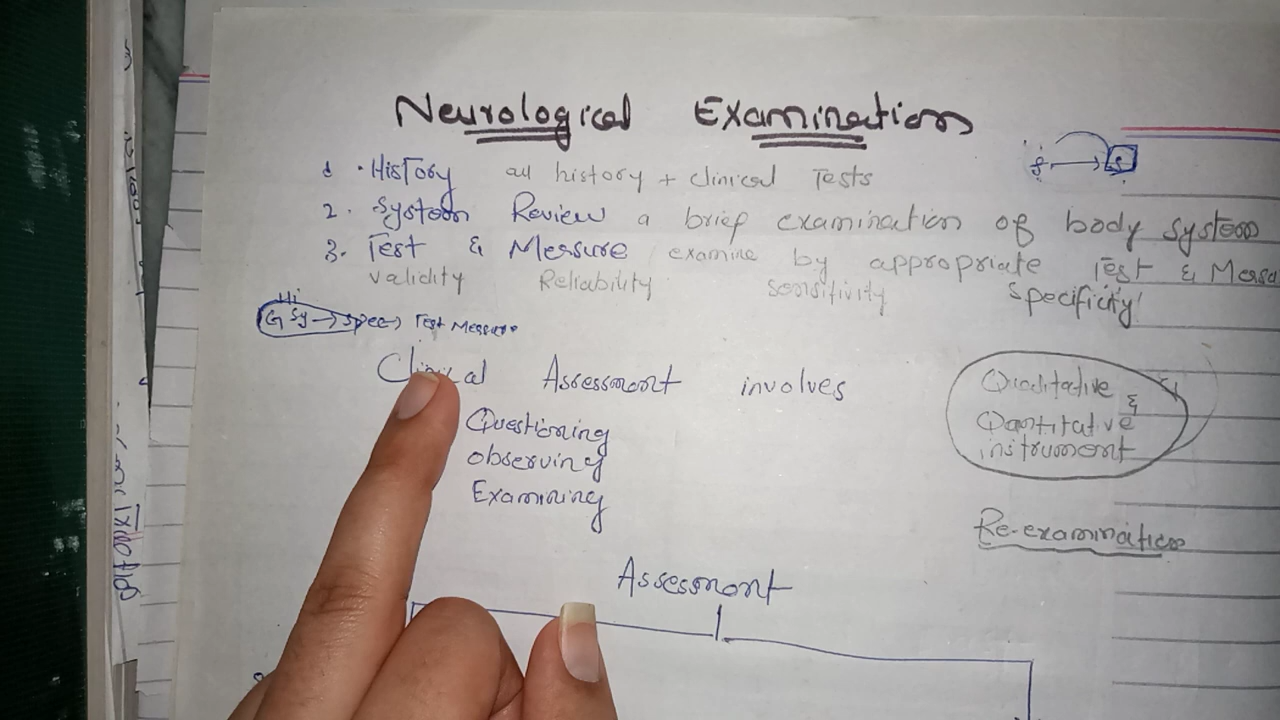 Neurological Examination
1 . History all history + clinical Tests
2. System Review a brief examination of body system
3. Test & Measure examine by appropriate Test & Measu
validity Reliability sensitivity specificity
Hi
G Sy → Spec → Test Measure
Clinical Assessment involves
Qualitative &
Quantitative
instrument
Questioning
observing
Examining
Re-examination
Assessment